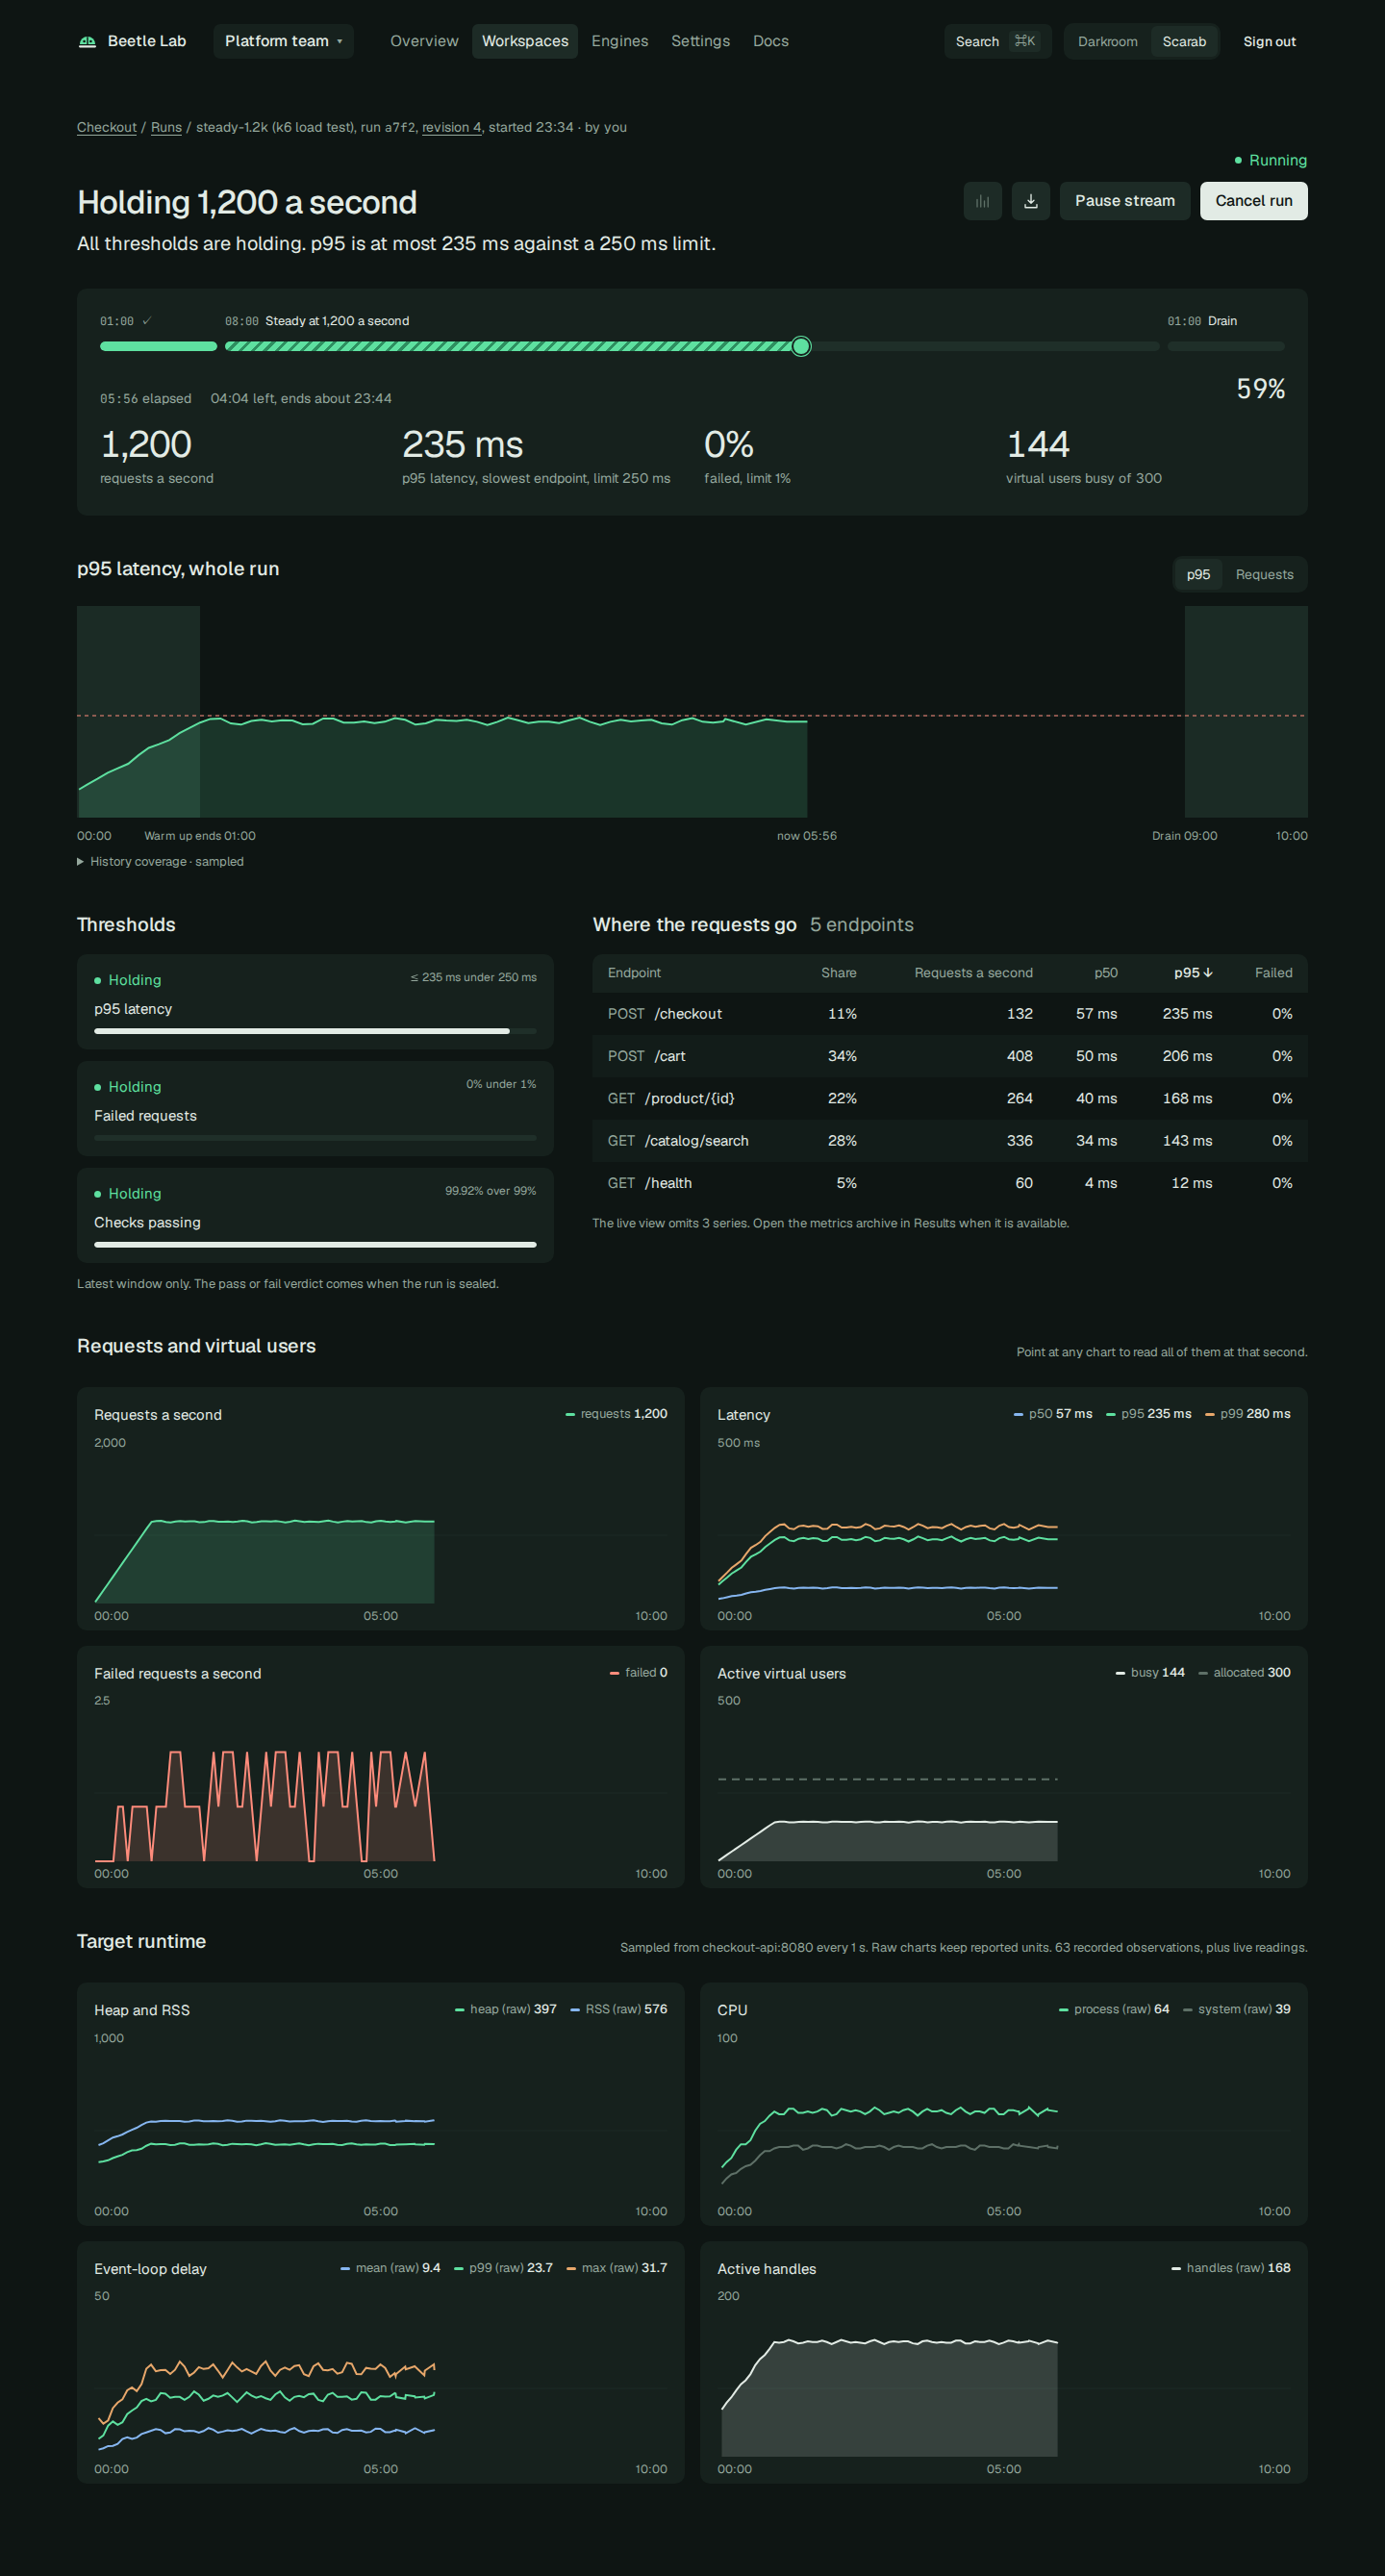 Beetle Lab Platform team Overview Workspaces Engines Settings Docs Search ⌘K Darkroom Scarab Sign out
Checkout / Runs / steady-1.2k (k6 load test), run a7f2, revision 4, started 23:34 · by you
Running
Holding 1,200 a second
Pause stream Cancel run
All thresholds are holding. p95 is at most 235 ms against a 250 ms limit.
01:00 ✓ 08:00 Steady at 1,200 a second 01:00 Drain
05:56 elapsed 04:04 left, ends about 23:44 59%
1,200 235 ms 0% 144
requests a second p95 latency, slowest endpoint, limit 250 ms failed, limit 1% virtual users busy of 300
p95 latency, whole run p95 Requests
00:00 Warm up ends 01:00 now 05:56 Drain 09:00 10:00
History coverage · sampled
Thresholds
Holding ≤ 235 ms under 250 ms
p95 latency
Holding 0% under 1%
Failed requests
Holding 99.92% over 99%
Checks passing
Latest window only. The pass or fail verdict comes when the run is sealed.
Where the requests go 5 endpoints
Endpoint Share Requests a second p50 p95 ↓ Failed
POST /checkout 11% 132 57 ms 235 ms 0%
POST /cart 34% 408 50 ms 206 ms 0%
GET /product/{id} 22% 264 40 ms 168 ms 0%
GET /catalog/search 28% 336 34 ms 143 ms 0%
GET /health 5% 60 4 ms 12 ms 0%
The live view omits 3 series. Open the metrics archive in Results when it is available.
Requests and virtual users Point at any chart to read all of them at that second.
Requests a second requests 1,200
2,000
00:00 05:00 10:00
Latency p50 57 ms p95 235 ms p99 280 ms
500 ms
00:00 05:00 10:00
Failed requests a second failed 0
2.5
00:00 05:00 10:00
Active virtual users busy 144 allocated 300
500
00:00 05:00 10:00
Target runtime Sampled from checkout-api:8080 every 1 s. Raw charts keep reported units. 63 recorded observations, plus live readings.
Heap and RSS heap (raw) 397 RSS (raw) 576
1,000
00:00 05:00 10:00
CPU process (raw) 64 system (raw) 39
100
00:00 05:00 10:00
Event-loop delay mean (raw) 9.4 p99 (raw) 23.7 max (raw) 31.7
50
00:00 05:00 10:00
Active handles handles (raw) 168
200
00:00 05:00 10:00